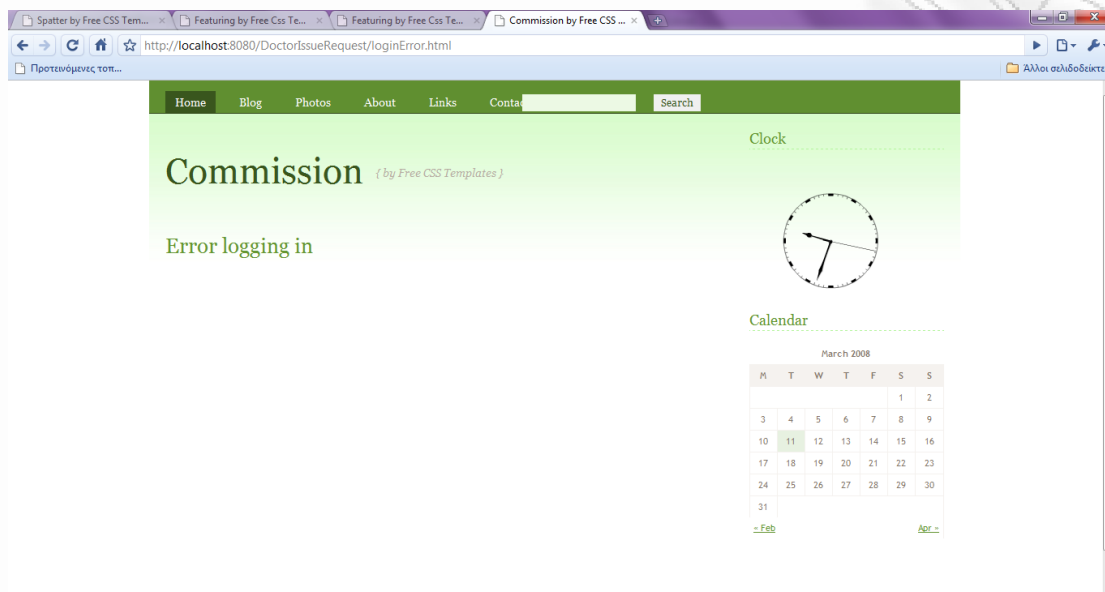 Spatter by Free CSS Tem... Featuring by Free Css Te... Featuring by Free Css Te... Commission by Free CSS ...
http://localhost:8080/DoctorIssueRequest/loginError.html
Προτεινόμενες τοπ... Άλλοι σελιδοδείκτε
Home Blog Photos About Links Contac Search
Clock
Commission { by Free CSS Templates }
Error logging in
Calendar
March 2008
M T W T F S S
1 2
3 4 5 6 7 8 9
10 11 12 13 14 15 16
17 18 19 20 21 22 23
24 25 26 27 28 29 30
31
« Feb Apr »